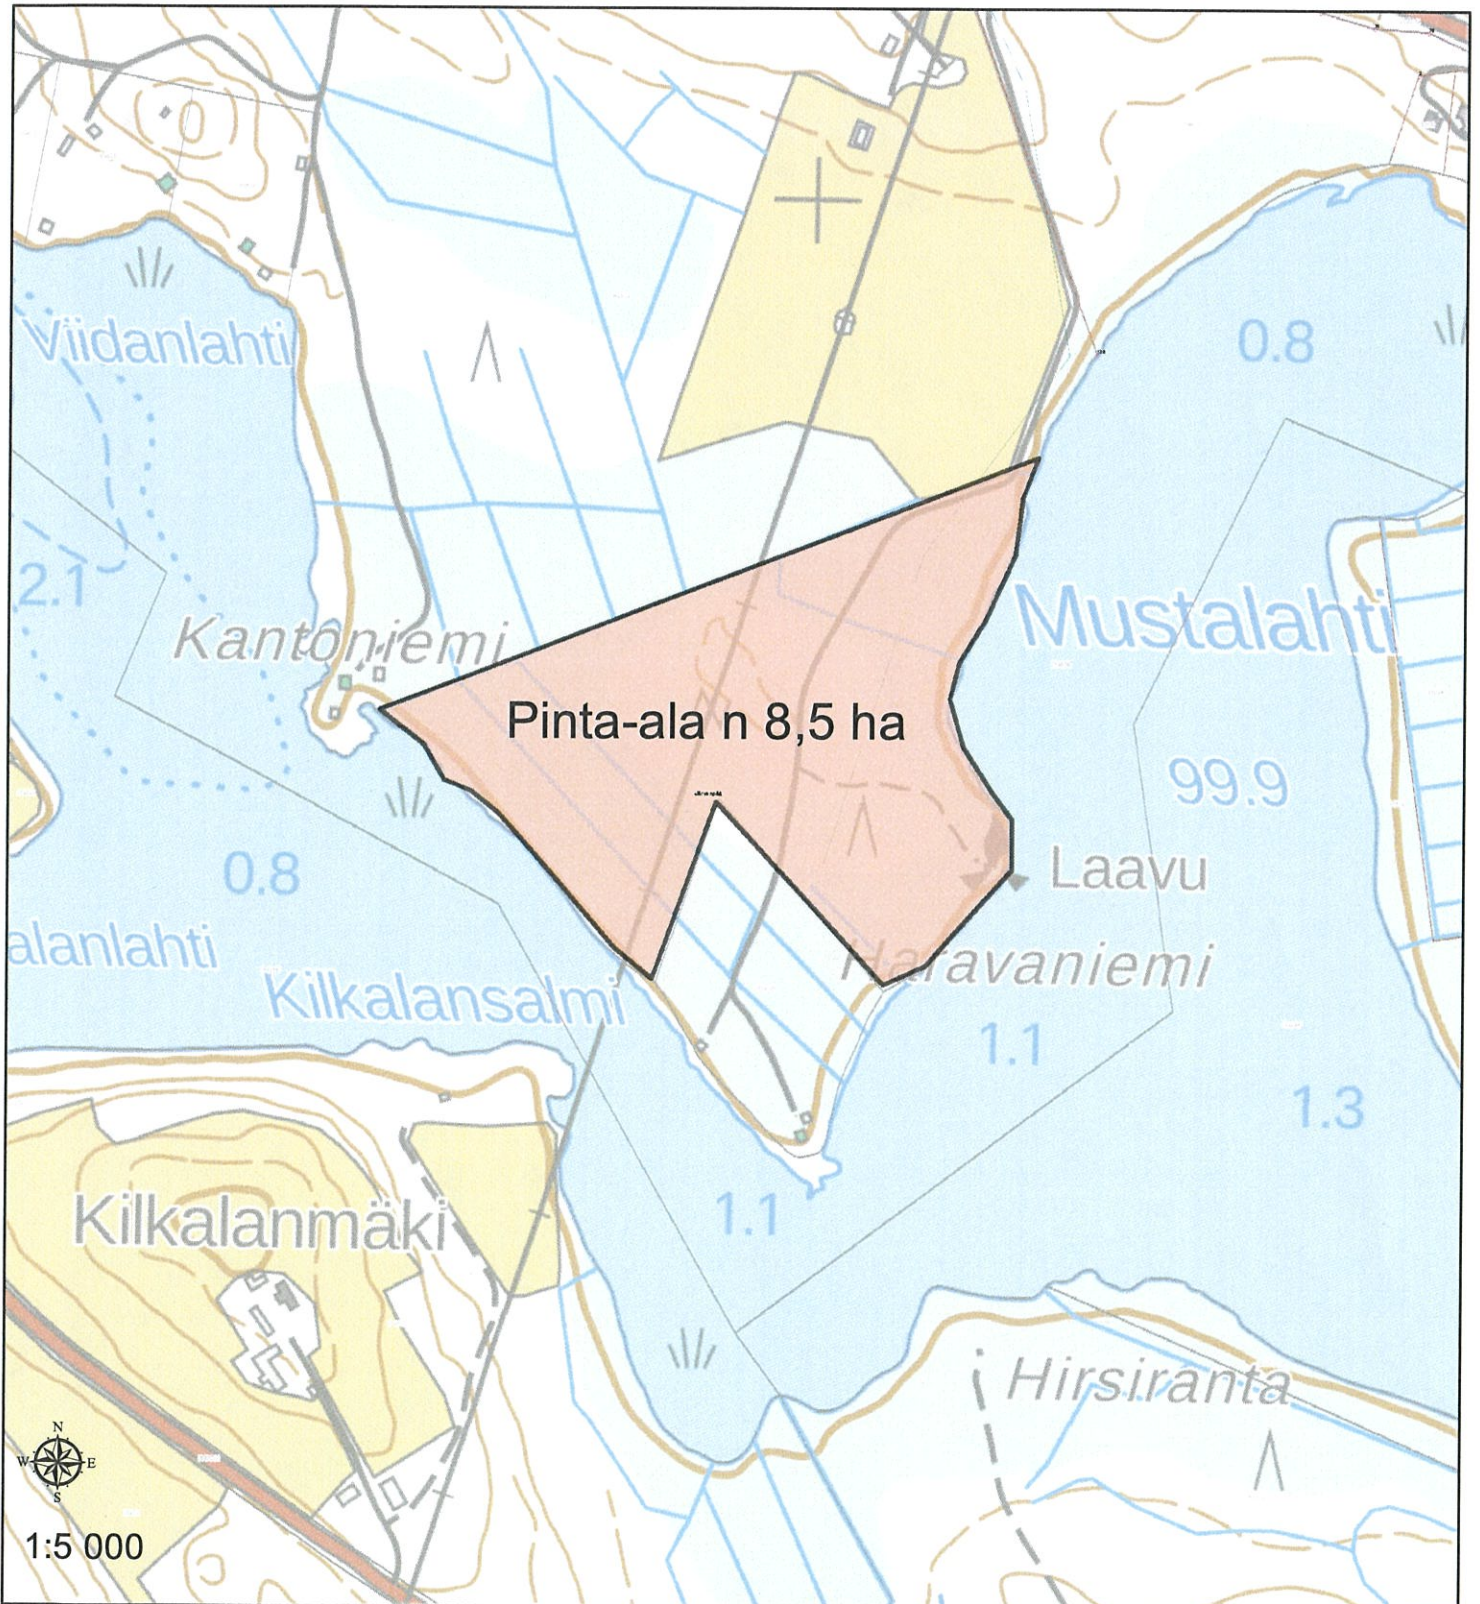 Viidanlahti
0.8
2.1
Kantoniemi
Mustalahti
Pinta-ala n 8,5 ha
99.9
0.8
Laavu
alanlahti
Haravaniemi
Kilkalansalmi
1.1
1.3
Kilkalanmäki
1.1
Hirsiranta
N
W E
S
1:5 000